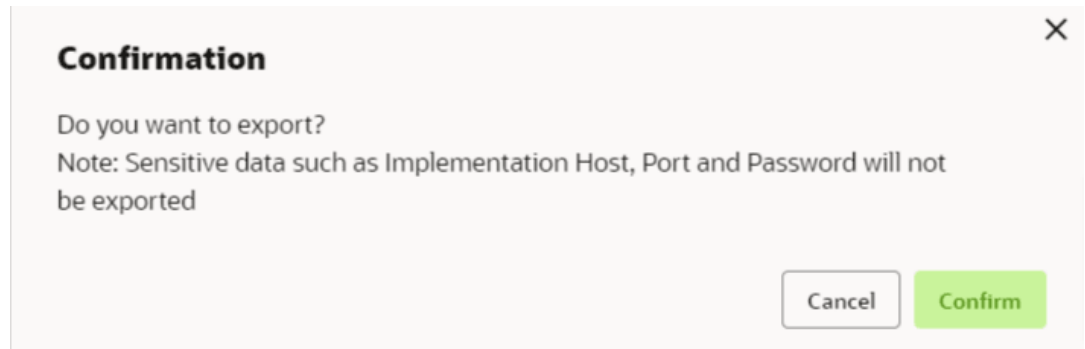 Confirmation
Do you want to export?
Note: Sensitive data such as Implementation Host, Port and Password will not
be exported
Cancel
Confirm